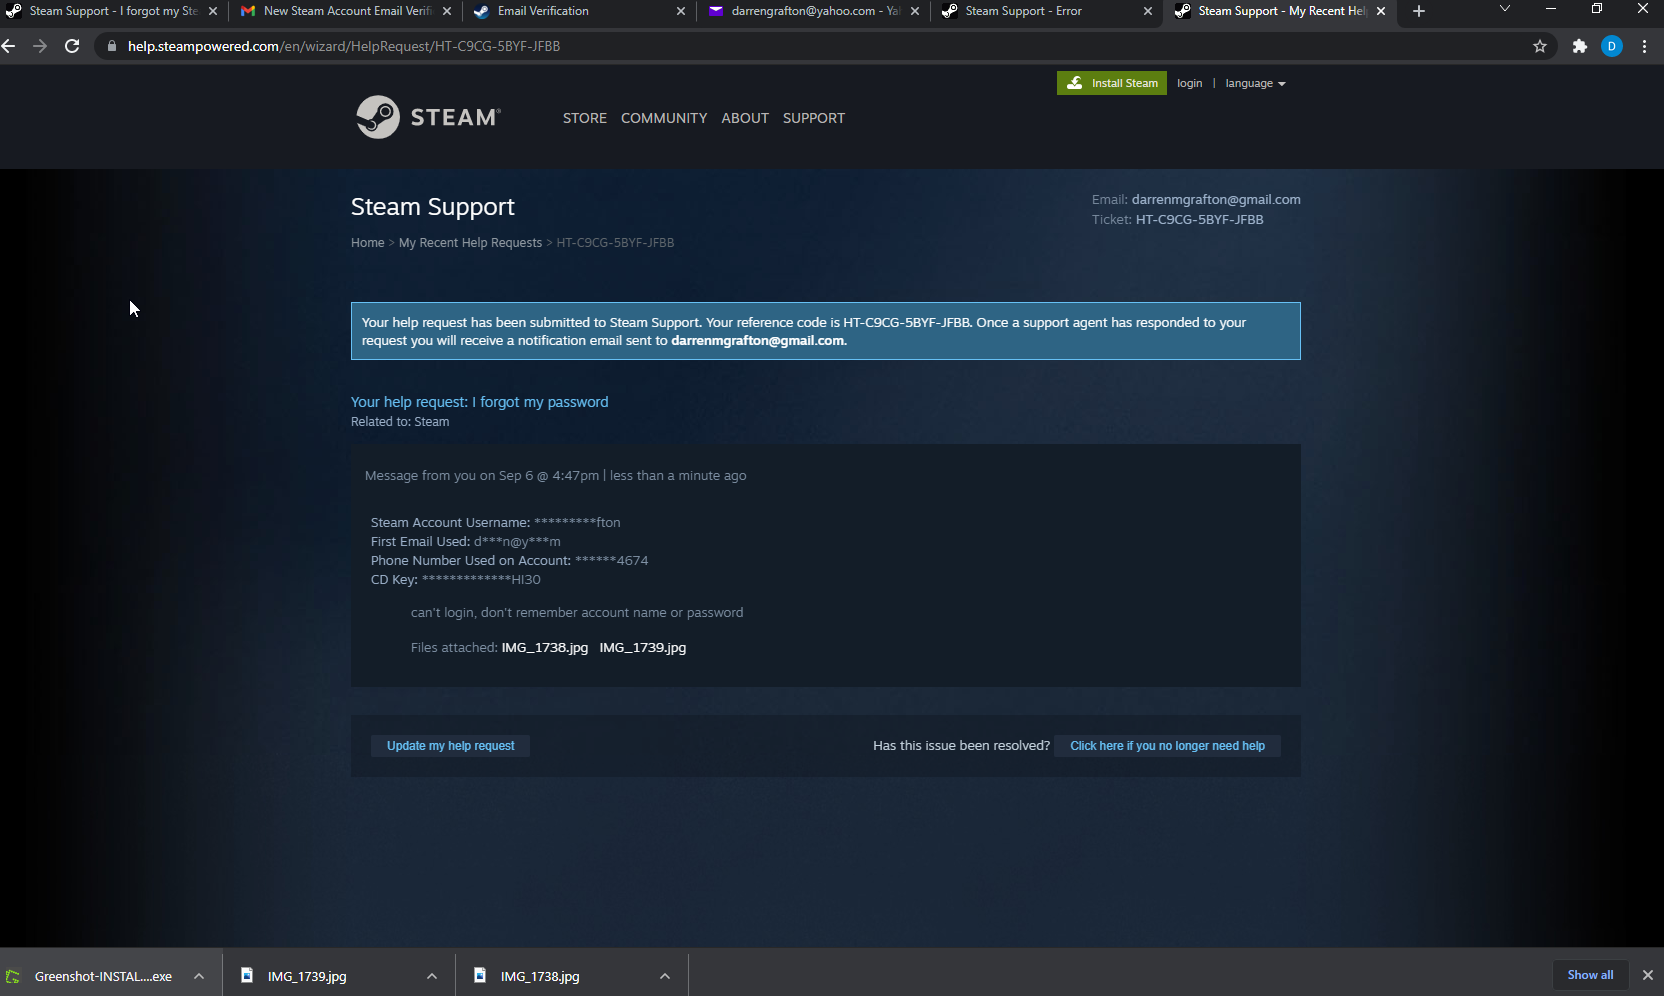 Steam Support - I forgot my Ste
New Steam Account Email Verifi
Email Verification
darrengrafton@yahoo.com - Ya
Steam Support - Error
Steam Support - My Recent Hel
help.steampowered.com/en/wizard/HelpRequest/HT-C9CG-5BYF-JFBB
D
Install Steam
login | language
STEAM®
STORE COMMUNITY ABOUT SUPPORT
Steam Support
Email: darrenmgrafton@gmail.com
Ticket: HT-C9CG-5BYF-JFBB
Home > My Recent Help Requests > HT-C9CG-5BYF-JFBB
Your help request has been submitted to Steam Support. Your reference code is HT-C9CG-5BYF-JFBB. Once a support agent has responded to your
request you will receive a notification email sent to darrenmgrafton@gmail.com.
Your help request: I forgot my password
Related to: Steam
Message from you on Sep 6 @ 4:47pm | less than a minute ago
Steam Account Username: *********fton
First Email Used: d***n@y***m
Phone Number Used on Account: ******4674
CD Key: *************HI30
can't login, don't remember account name or password
Files attached: IMG_1738.jpg IMG_1739.jpg
Update my help request
Has this issue been resolved? Click here if you no longer need help
Greenshot-INSTAL....exe
IMG_1739.jpg
IMG_1738.jpg
Show all